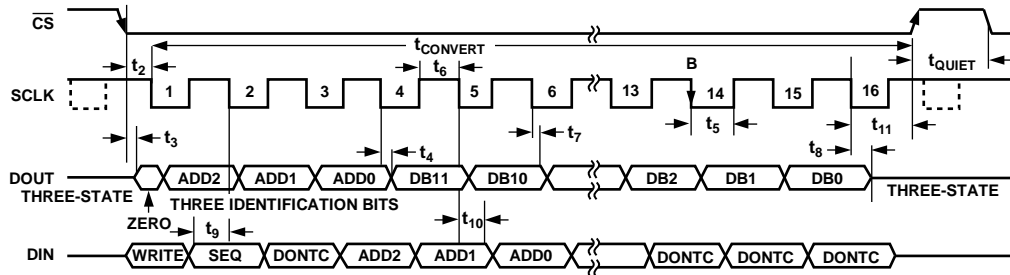 CS
tCONVERT
t2
t6
B
tQUIET
SCLK
1 2 3 4 5 6 13 14 15 16
t3
t4
t7
t5
t8
t11
DOUT
ADD2 ADD1 ADD0 DB11 DB10 DB2 DB1 DB0
THREE-STATE
THREE IDENTIFICATION BITS
THREE-STATE
ZERO
t9
t10
DIN
WRITE SEQ DONTC ADD2 ADD1 ADD0 DONTC DONTC DONTC